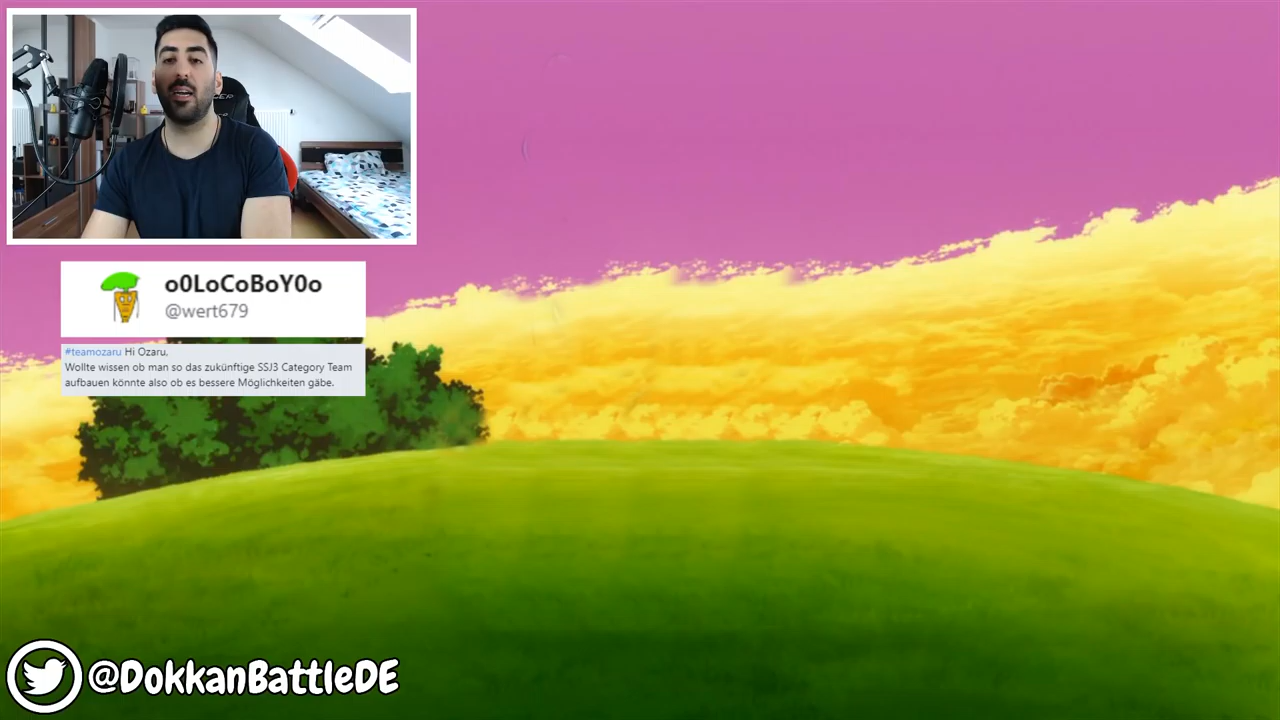 o0LoCoBoY0o
@wert679
#teamozaru Hi Ozaru,
Wollte wissen ob man so das zukünftige SSJ3 Category Team
aufbauen könnte also ob es bessere Möglichkeiten gäbe.
@DokkanBattleDE